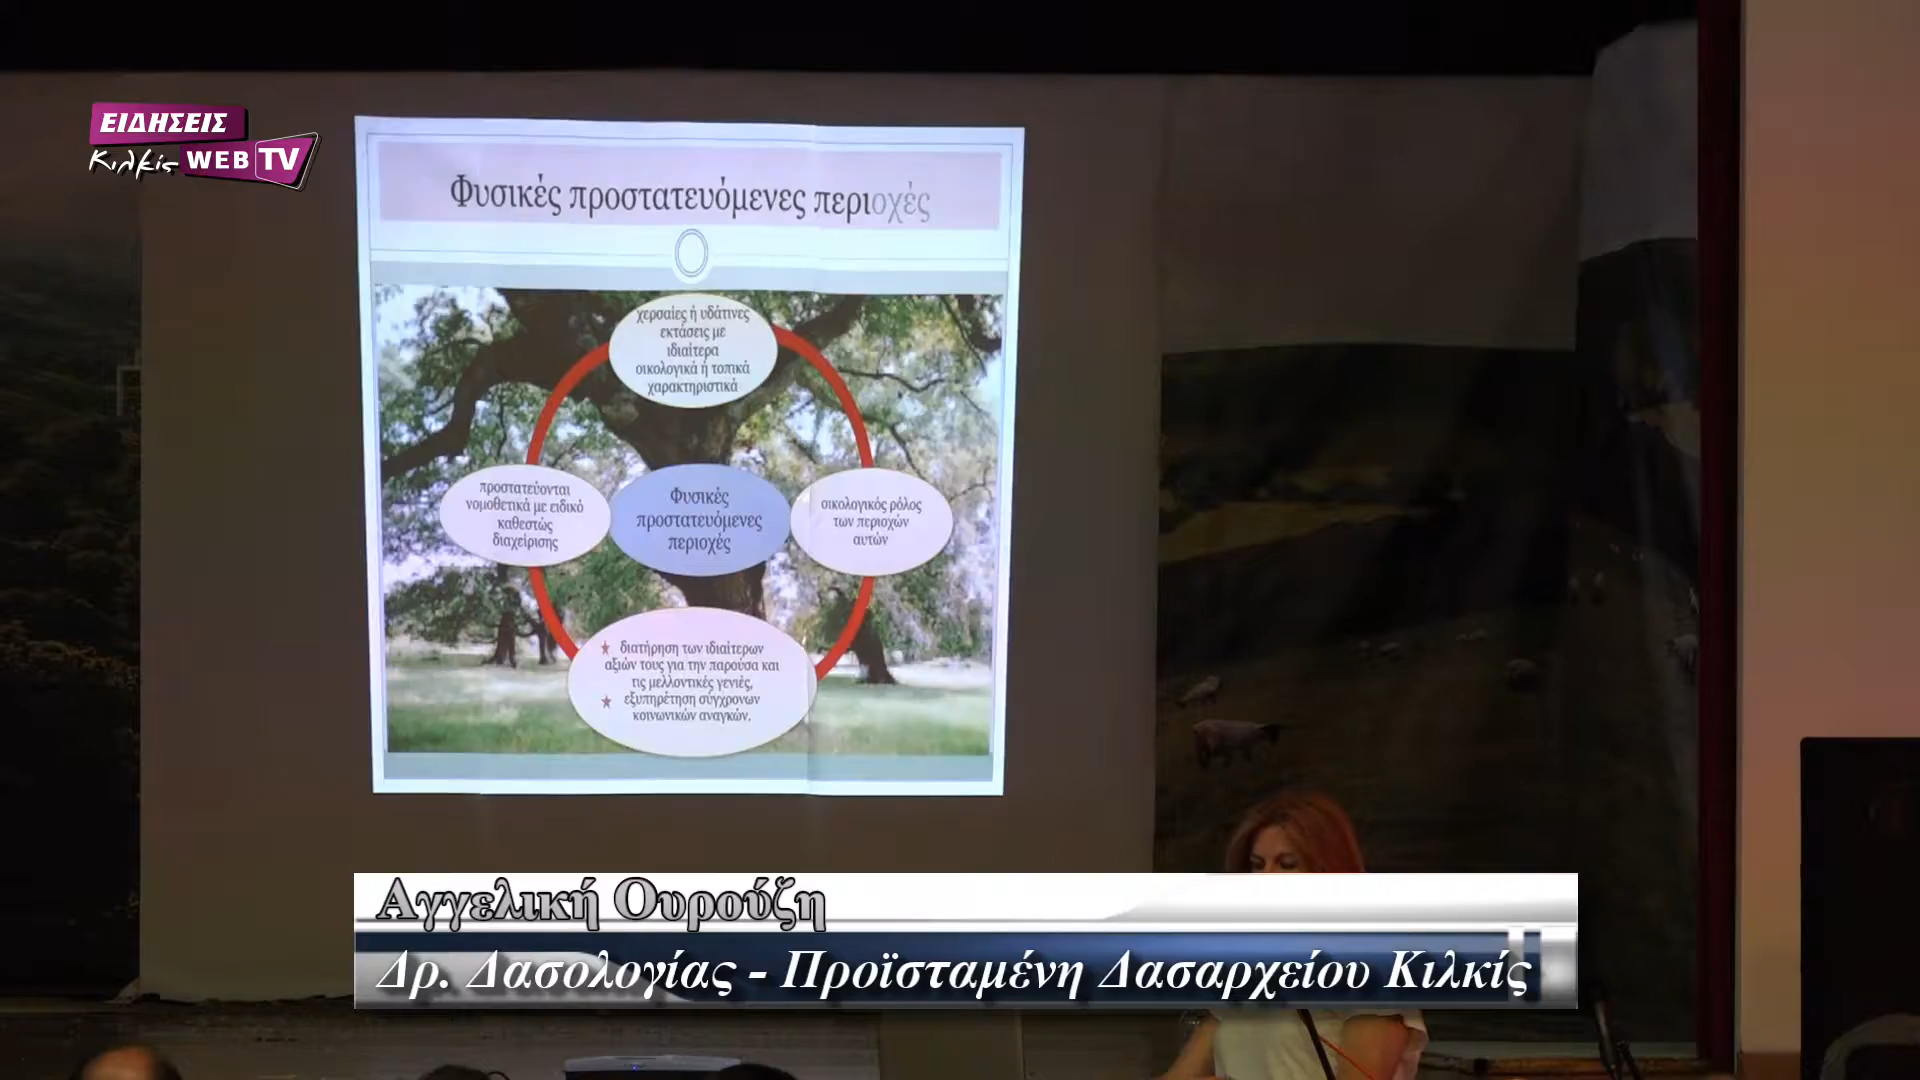 ΕΙΔΗΣΕΙΣ
Κιλκίς WEB TV
Φυσικές προστατευόμενες περιοχές
χερσαίες ή υδάτινες
εκτάσεις με
ιδιαίτερα
οικολογικά ή τοπικά
χαρακτηριστικά
προστατεύονται
νομοθετικά με ειδικό
καθεστώς
διαχείρισης
Φυσικές
προστατευόμενες
περιοχές
οικολογικός ρόλος
των περιοχών
αυτών
διατήρηση των ιδιαίτερων
αξιών τους για την παρούσα και
τις μελλοντικές γενιές,
εξυπηρέτηση σύγχρονων
κοινωνικών αναγκών.
Αγγελική Ουρούζη
Δρ. Δασολογίας - Προϊσταμένη Δασαρχείου Κιλκίς